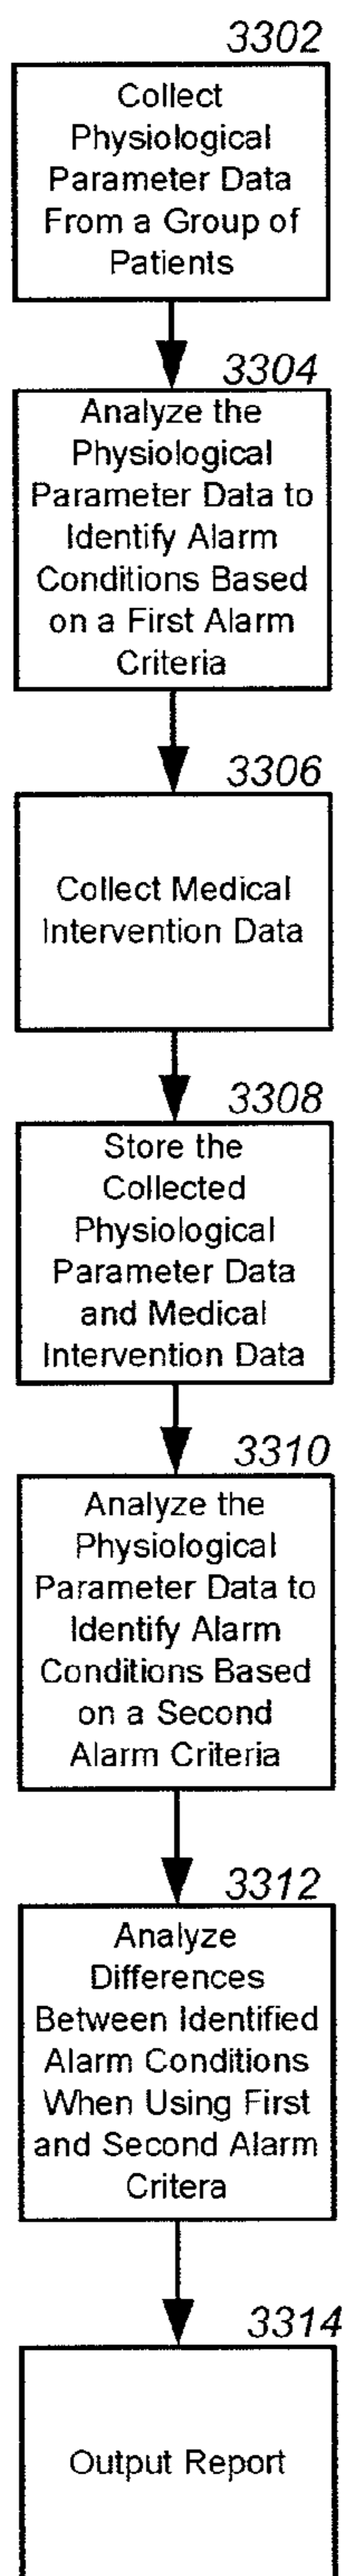 3302
Collect
Physiological
Parameter Data
From a Group of
Patients
3304
Analyze the
Physiological
Parameter Data to
Identify Alarm
Conditions Based
on a First Alarm
Criteria
3306
Collect Medical
Intervention Data
3308
Store the
Collected
Physiological
Parameter Data
and Medical
Intervention Data
3310
Analyze the
Physiological
Parameter Data to
Identify Alarm
Conditions Based
on a Second
Alarm Criteria
3312
Analyze
Differences
Between Identified
Alarm Conditions
When Using First
and Second Alarm
Critera
3314
Output Report